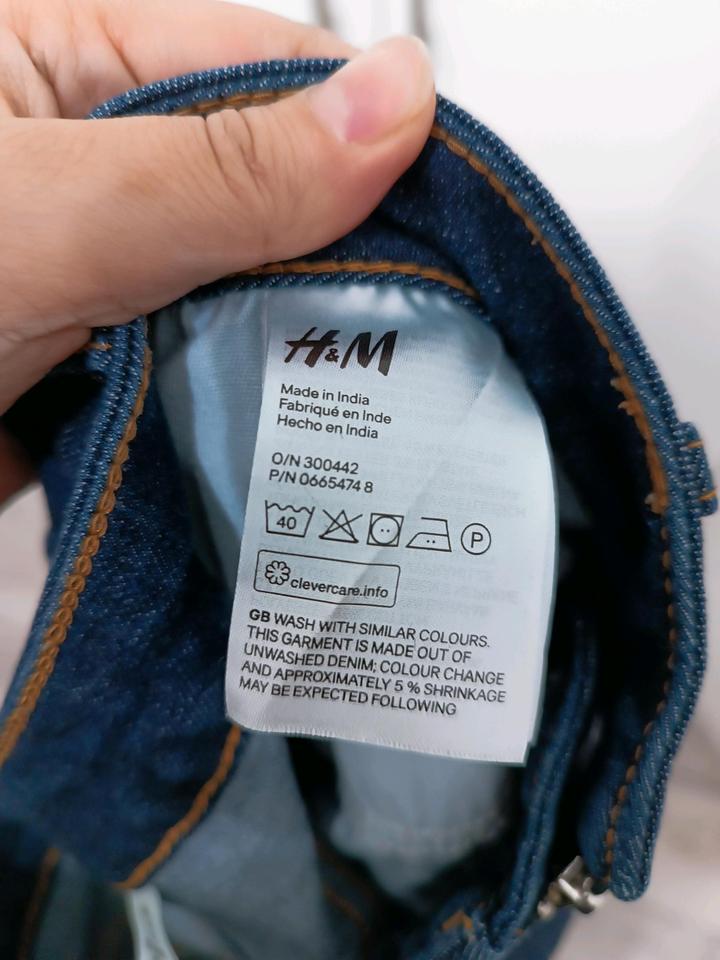 H&M
Made in India
Fabriqué en Inde
Hecho en India
O/N 300442
P/N 0665474 8
40
P
clevercare.info
GB WASH WITH SIMILAR COLOURS.
THIS GARMENT IS MADE OUT OF
UNWASHED DENIM; COLOUR CHANGE
AND APPROXIMATELY 5 % SHRINKAGE
MAY BE EXPECTED FOLLOWING